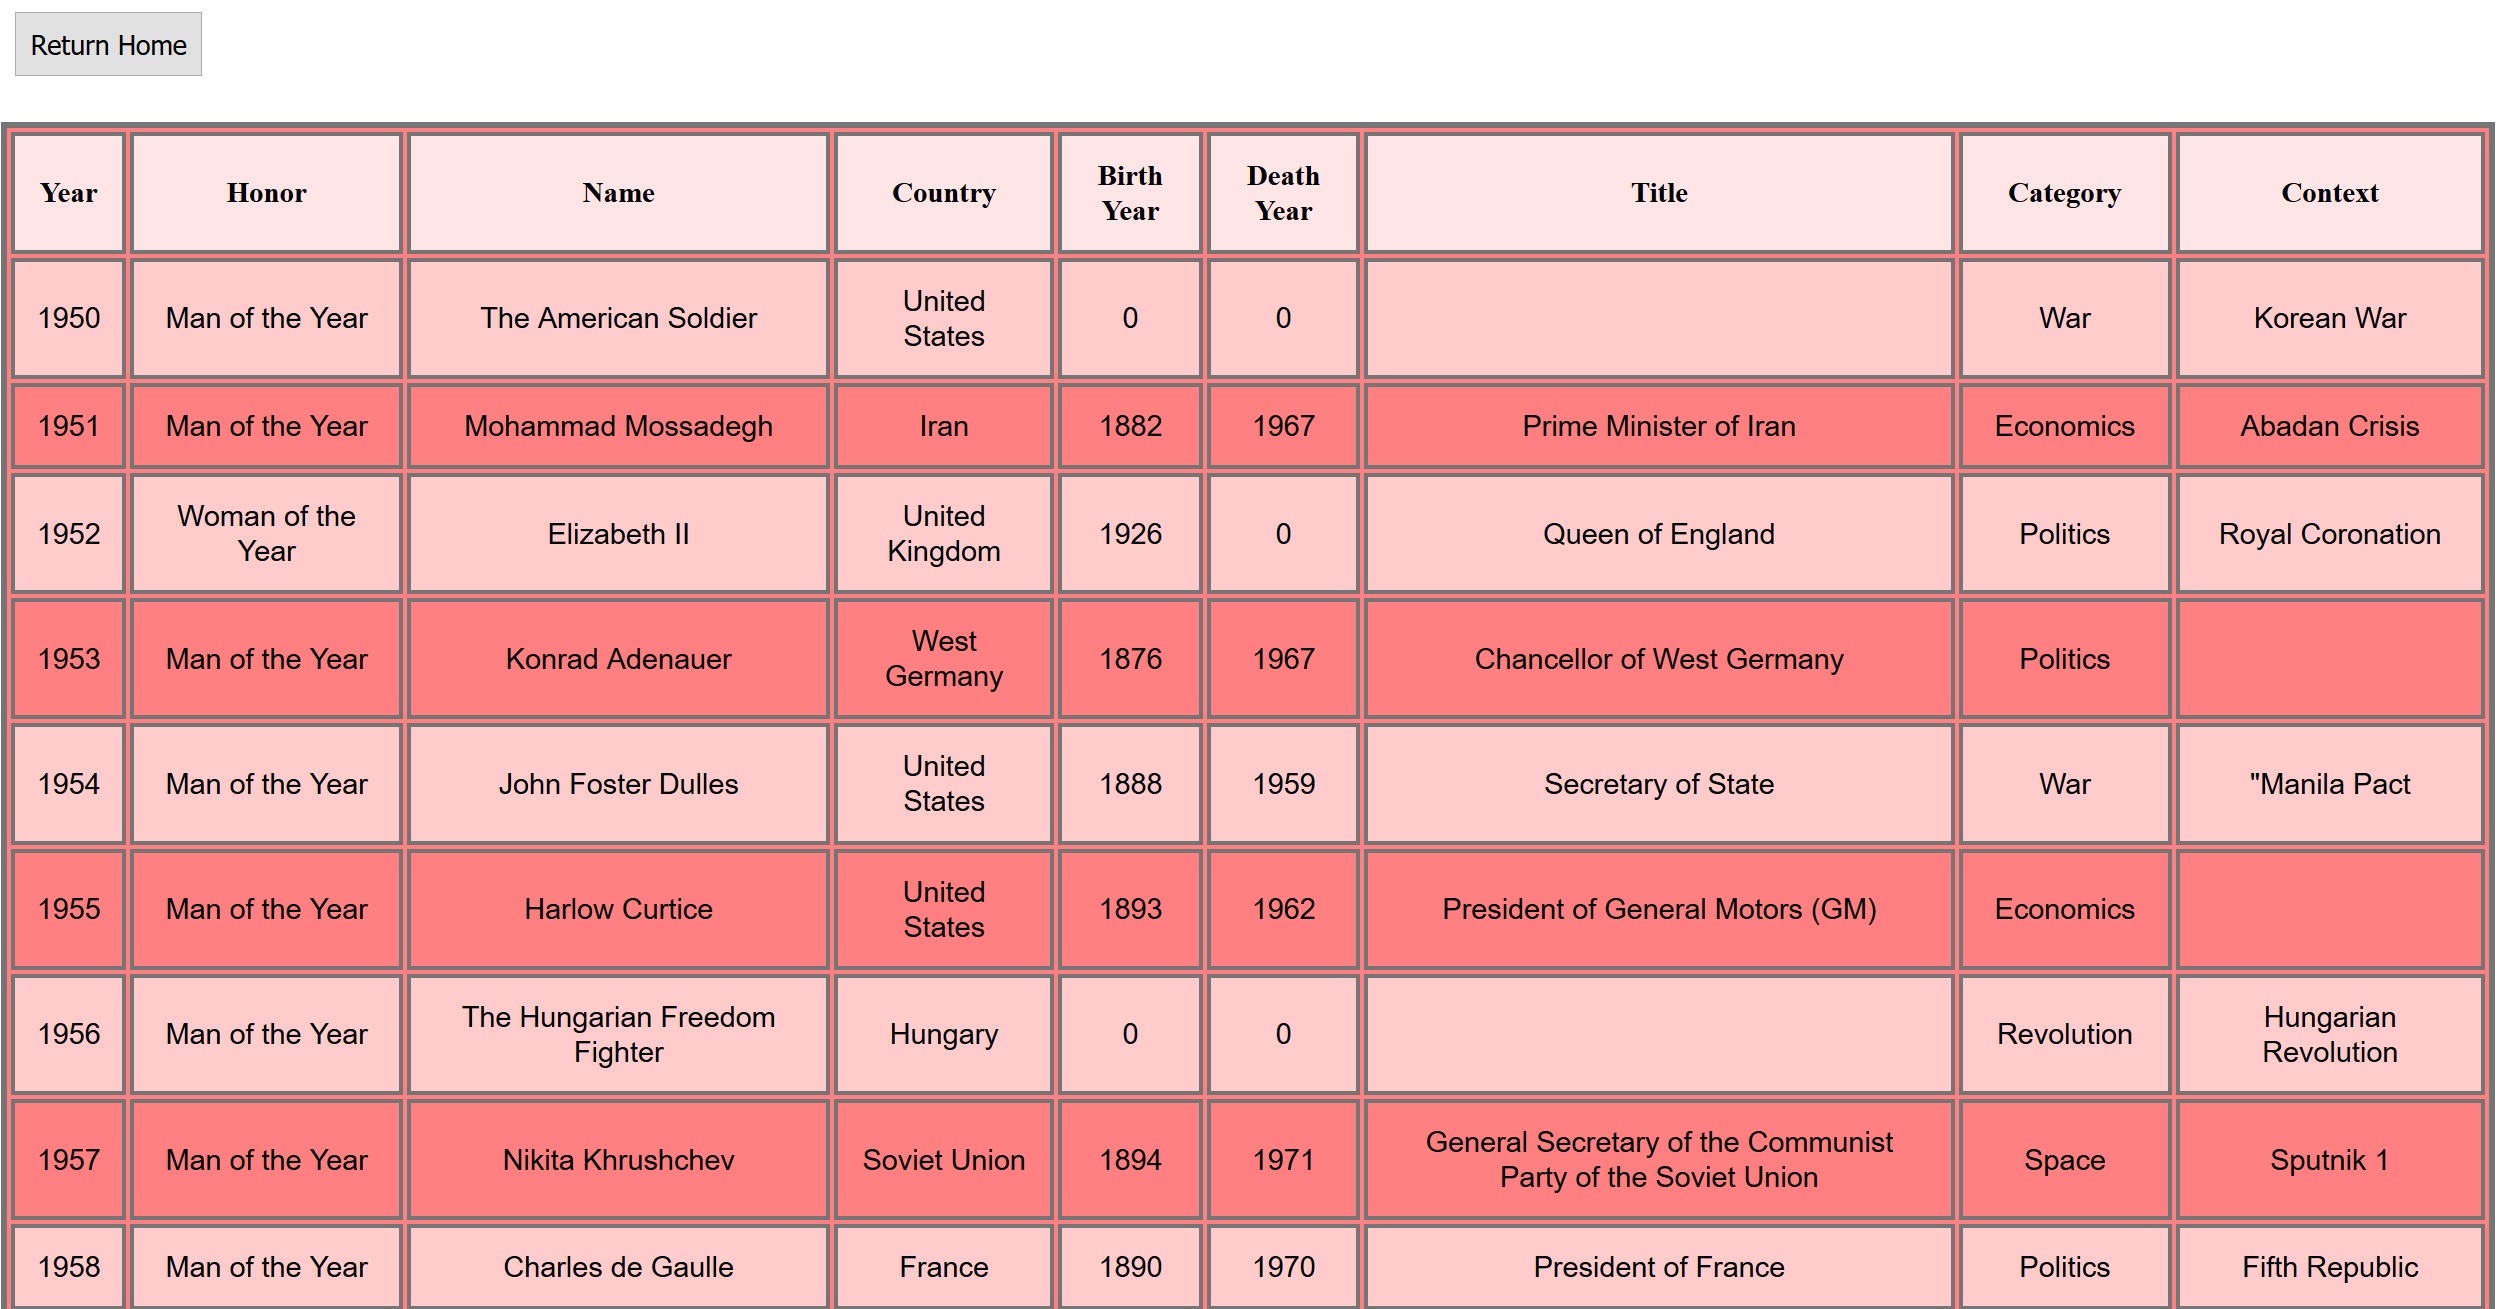 Return Home
Year Honor Name Country Birth Year Death Year Title Category Context
1950 Man of the Year The American Soldier United States 0 0 War Korean War
1951 Man of the Year Mohammad Mossadegh Iran 1882 1967 Prime Minister of Iran Economics Abadan Crisis
1952 Woman of the Year Elizabeth II United Kingdom 1926 0 Queen of England Politics Royal Coronation
1953 Man of the Year Konrad Adenauer West Germany 1876 1967 Chancellor of West Germany Politics
1954 Man of the Year John Foster Dulles United States 1888 1959 Secretary of State War "Manila Pact
1955 Man of the Year Harlow Curtice United States 1893 1962 President of General Motors (GM) Economics
1956 Man of the Year The Hungarian Freedom Fighter Hungary 0 0 Revolution Hungarian Revolution
1957 Man of the Year Nikita Khrushchev Soviet Union 1894 1971 General Secretary of the Communist Party of the Soviet Union Space Sputnik 1
1958 Man of the Year Charles de Gaulle France 1890 1970 President of France Politics Fifth Republic